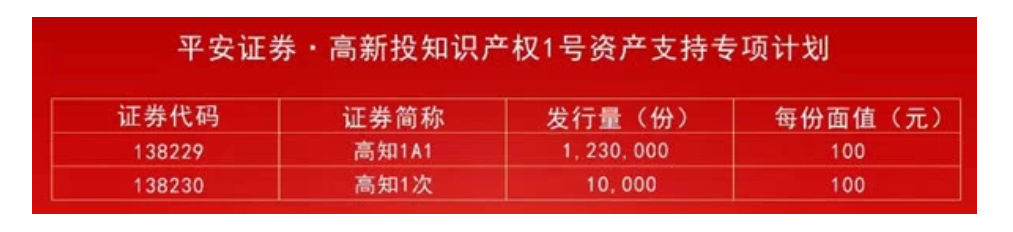 平安证券·高新投知识产权1号资产支持专项计划
证券代码 证券简称 发行量（份） 每份面值（元）
138229 高知1A1 1,230,000 100
138230 高知1次 10,000 100